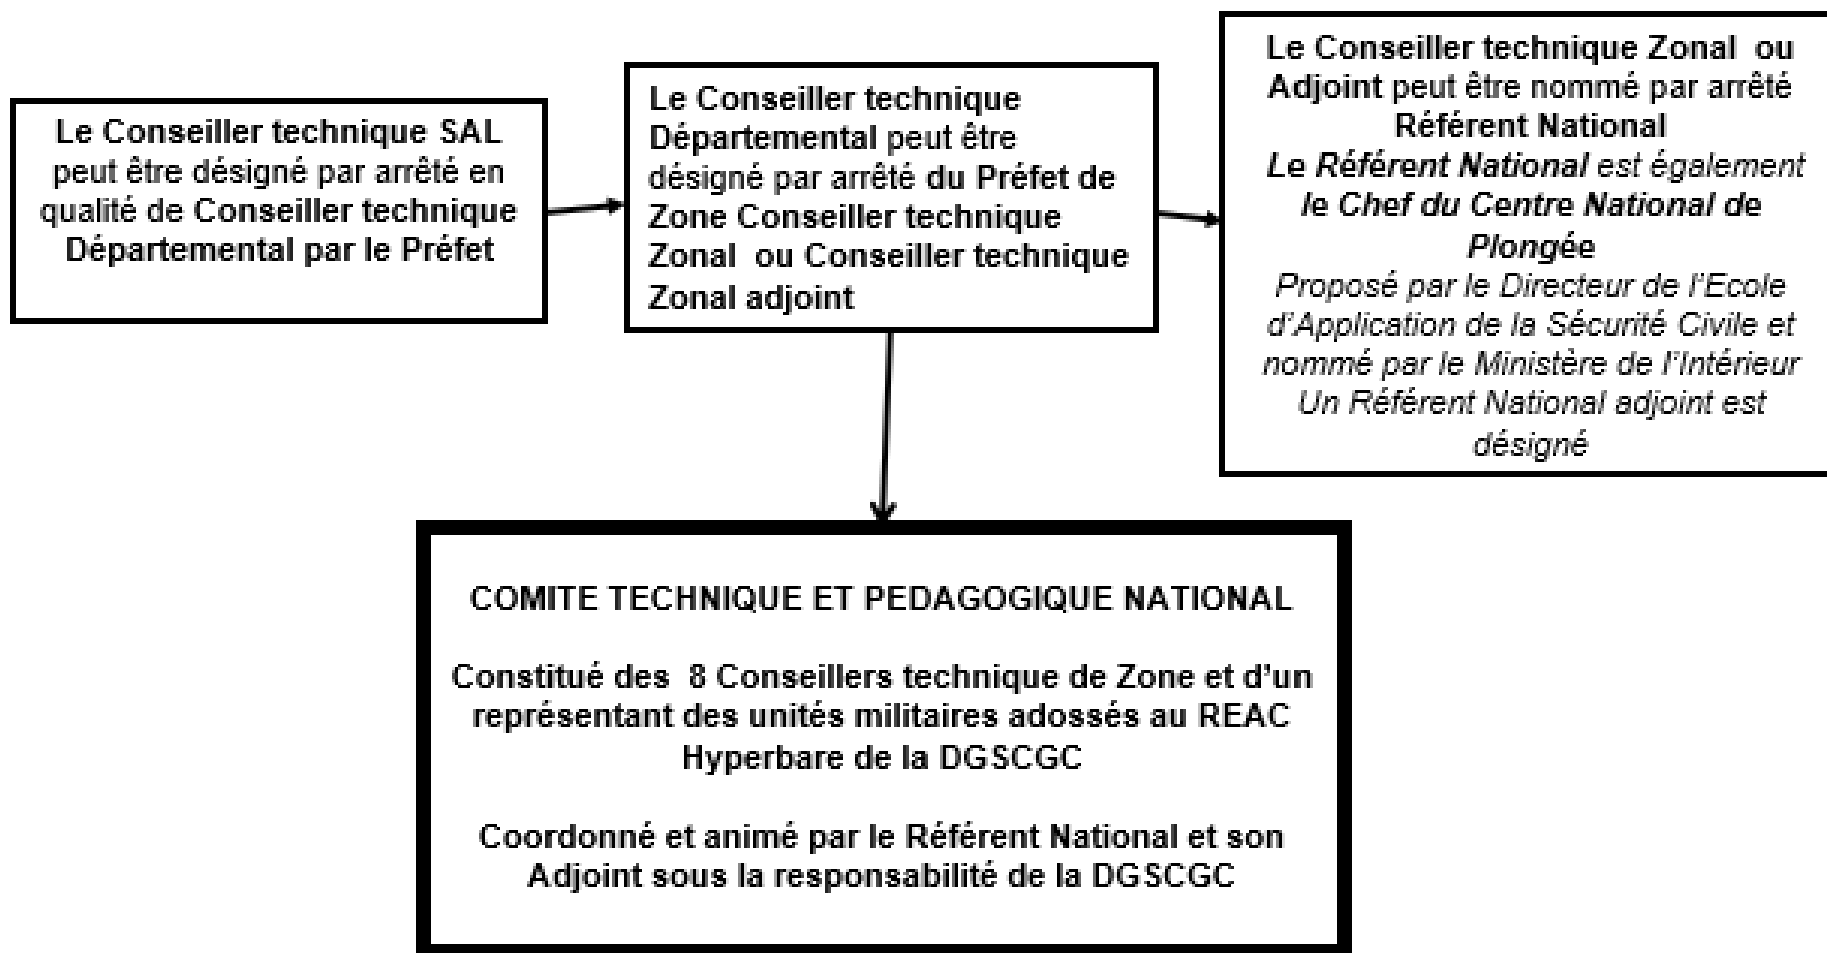 Le Conseiller technique SAL
peut être désigné par arrêté en
qualité de Conseiller technique
Départemental par le Préfet
Le Conseiller technique
Départemental peut être
désigné par arrêté du Préfet de
Zone Conseiller technique
Zonal ou Conseiller technique
Zonal adjoint
Le Conseiller technique Zonal ou
Adjoint peut être nommé par arrêté
Référent National
Le Référent National est également
le Chef du Centre National de
Plongée
Proposé par le Directeur de l'Ecole
d'Application de la Sécurité Civile et
nommé par le Ministère de l'Intérieur
Un Référent National adjoint est
désigné
COMITE TECHNIQUE ET PEDAGOGIQUE NATIONAL
Constitué des 8 Conseillers technique de Zone et d'un
représentant des unités militaires adossés au REAC
Hyperbare de la DGSCGC
Coordonné et animé par le Référent National et son
Adjoint sous la responsabilité de la DGSCGC